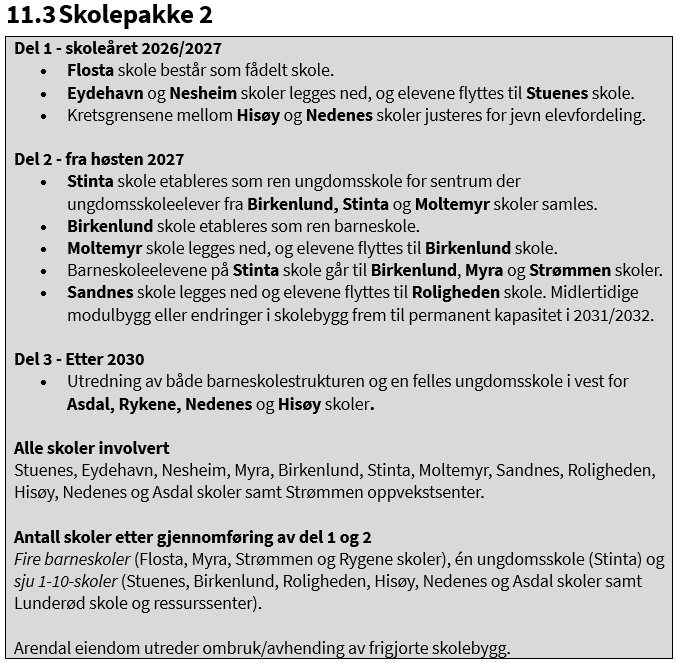 11.3 Skolepakke 2
Del 1 - skoleåret 2026/2027
• Flosta skole består som fådelt skole.
• Eydehavn og Nesheim skoler legges ned, og elevene flyttes til Stuenes skole.
• Kretsgrensene mellom Hisøy og Nedenes skoler justeres for jevn elevfordeling.
Del 2 - fra høsten 2027
• Stinta skole etableres som ren ungdomsskole for sentrum der
ungdomsskoleelever fra Birkenlund, Stinta og Moltemyr skoler samles.
• Birkenlund skole etableres som ren barneskole.
• Moltemyr skole legges ned, og elevene flyttes til Birkenlund skole.
• Barneskoleelevene på Stinta skole går til Birkenlund, Myra og Strømmen skoler.
• Sandnes skole legges ned og elevene flyttes til Roligheden skole. Midlertidige
modulbygg eller endringer i skolebygg frem til permanent kapasitet i 2031/2032.
Del 3 - Etter 2030
• Utredning av både barneskolestrukturen og en felles ungdomsskole i vest for
Asdal, Rykene, Nedenes og Hisøy skoler.
Alle skoler involvert
Stuenes, Eydehavn, Nesheim, Myra, Birkenlund, Stinta, Moltemyr, Sandnes, Roligheden,
Hisøy, Nedenes og Asdal skoler samt Strømmen oppvekstsenter.
Antall skoler etter gjennomføring av del 1 og 2
Fire barneskoler (Flosta, Myra, Strømmen og Rygene skoler), én ungdomsskole (Stinta) og
sju 1-10-skoler (Stuenes, Birkenlund, Roligheden, Hisøy, Nedenes og Asdal skoler samt
Lunderød skole og ressurssenter).
Arendal eiendom utreder ombruk/avhending av frigjorte skolebygg.